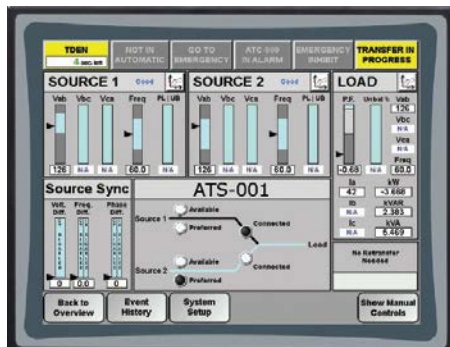 TDEN
4 sec. left
NOT IN AUTOMATIC
GO TO EMERGENCY
ATC-900 IN ALARM
EMERGENCY INHIBIT
TRANSFER IN PROGRESS
SOURCE 1 Good
Vab Vbc Vca Freq PL | UB
126 N/A N/A 60.0
SOURCE 2 Good
Vab Vbc Vca Freq PL | UB
126 N/A N/A 60.0
LOAD
P.F. Unbal % Vab
126
Vbc
N/A
Vca
N/A
Freq
-0.68 N/A 60.0
Ia kW
42 -3.668
Ib kVAR
N/A 2.383
Ic kVA
N/A 5.469
Source Sync
Volt. Diff. Freq. Diff. Phase Diff.
0 0.0 0
ATS-001
Source 1
Available
Preferred
Connected
Load
Source 2
Available
Preferred
Connected
No Retransfer Needed
Back to Overview
Event History
System Setup
Show Manual Controls